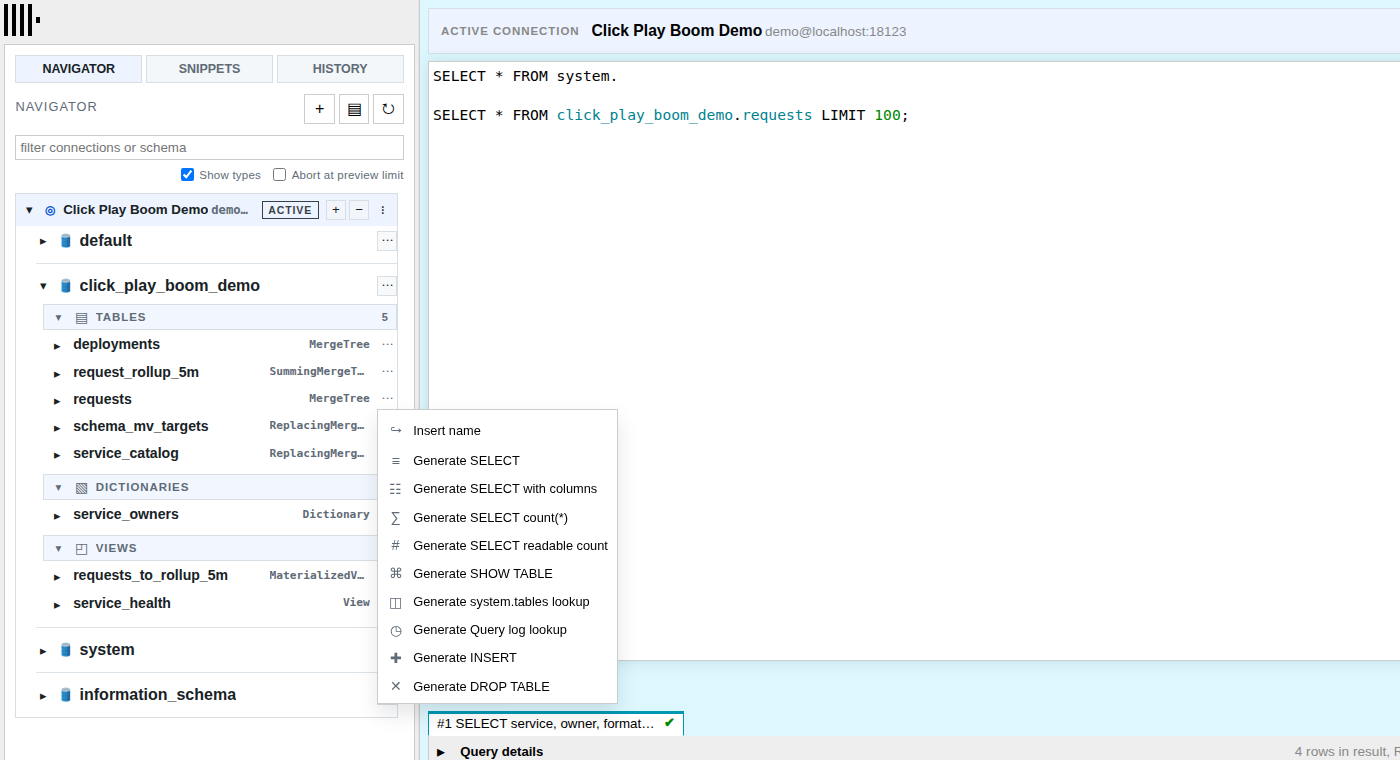 ACTIVE CONNECTION Click Play Boom Demo demo@localhost:18123
NAVIGATOR SNIPPETS HISTORY
NAVIGATOR
filter connections or schema
Show types Abort at preview limit
Click Play Boom Demo demo… ACTIVE + −
default
click_play_boom_demo
TABLES 5
deployments MergeTree
request_rollup_5m SummingMergeT…
requests MergeTree
schema_mv_targets ReplacingMerg…
service_catalog ReplacingMerg…
DICTIONARIES
service_owners Dictionary
VIEWS
requests_to_rollup_5m MaterializedV…
service_health View
system
information_schema
SELECT * FROM system.
SELECT * FROM click_play_boom_demo.requests LIMIT 100;
Insert name
Generate SELECT
Generate SELECT with columns
Generate SELECT count(*)
Generate SELECT readable count
Generate SHOW TABLE
Generate system.tables lookup
Generate Query log lookup
Generate INSERT
Generate DROP TABLE
#1 SELECT service, owner, format… ✔
Query details 4 rows in result,